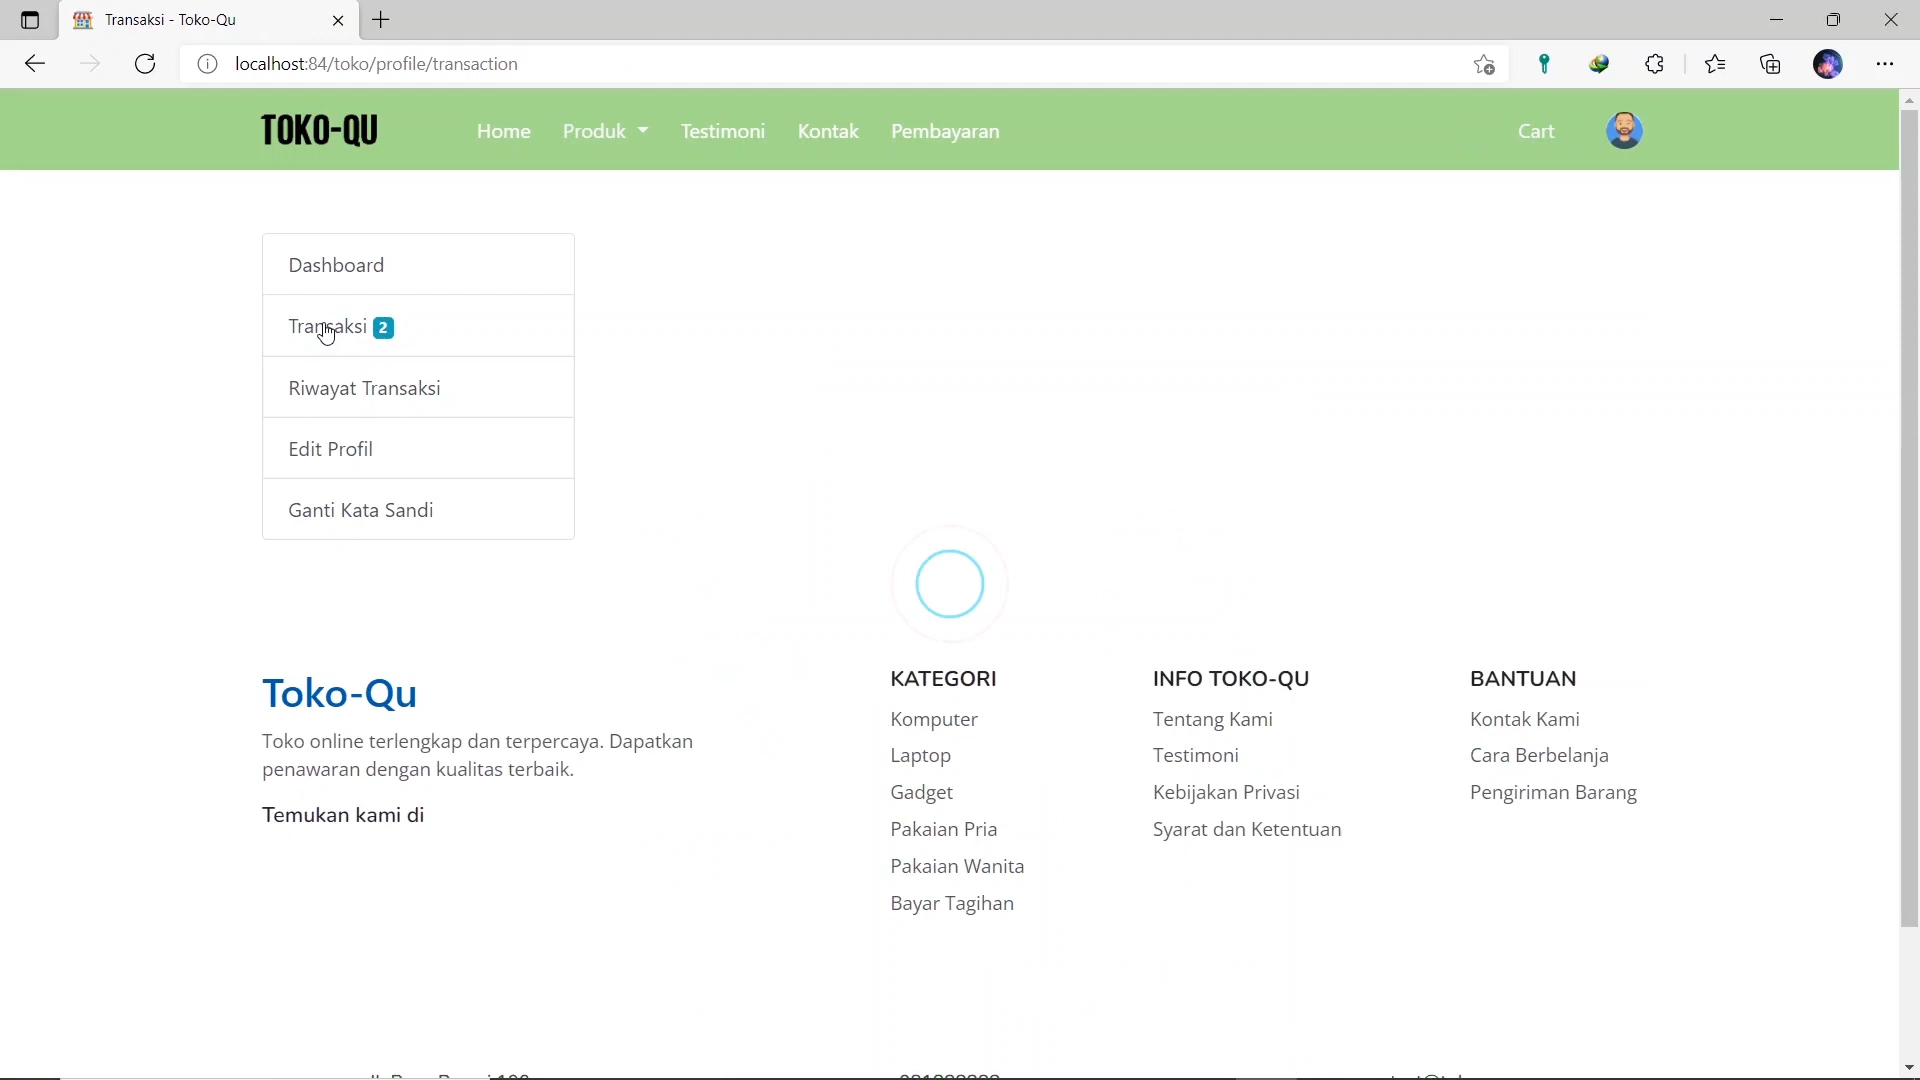 Transaksi - Toko-Qu
localhost:84/toko/profile/transaction
TOKO-QU
Home
Produk
Testimoni
Kontak
Pembayaran
Cart
Dashboard
Transaksi 2
Riwayat Transaksi
Edit Profil
Ganti Kata Sandi
Toko-Qu
Toko online terlengkap dan terpercaya. Dapatkan
penawaran dengan kualitas terbaik.
Temukan kami di
KATEGORI
Komputer
Laptop
Gadget
Pakaian Pria
Pakaian Wanita
Bayar Tagihan
INFO TOKO-QU
Tentang Kami
Testimoni
Kebijakan Privasi
Syarat dan Ketentuan
BANTUAN
Kontak Kami
Cara Berbelanja
Pengiriman Barang